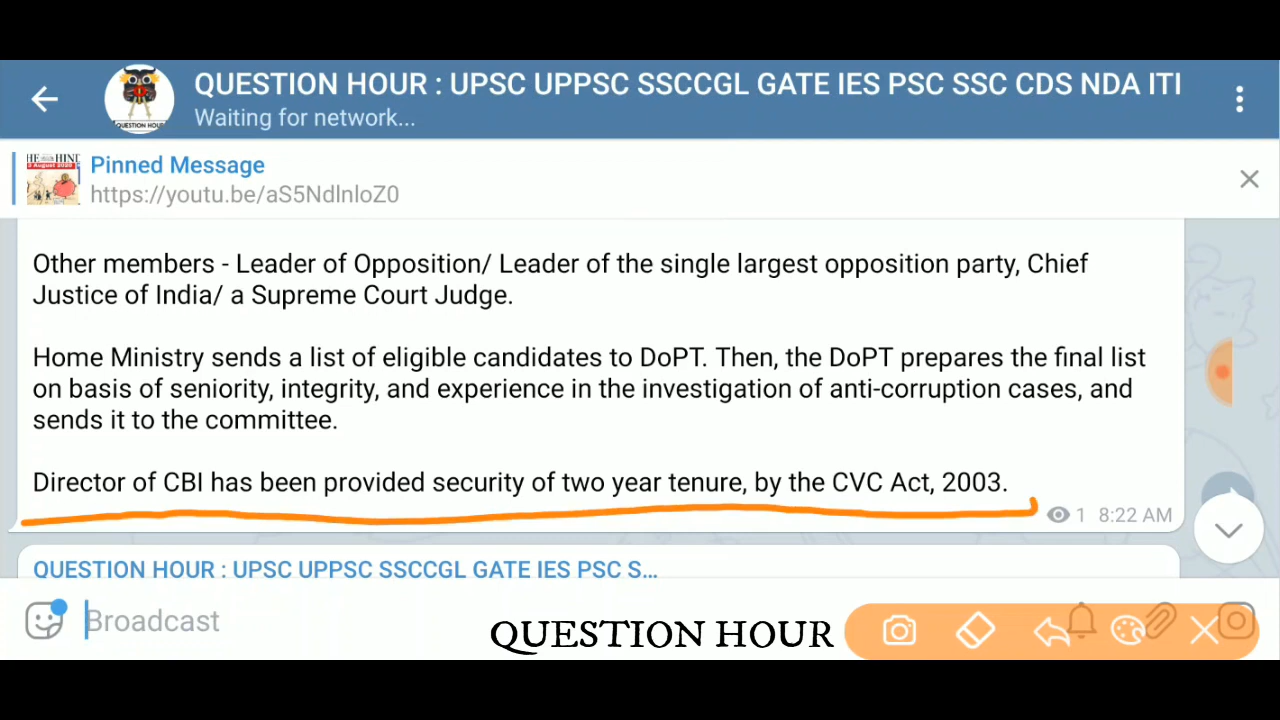 QUESTION HOUR : UPSC UPPSC SSCCGL GATE IES PSC SSC CDS NDA ITI
Waiting for network...
QUESTION HOUR
Pinned Message
https://youtu.be/aS5NdlnloZ0
Other members - Leader of Opposition/ Leader of the single largest opposition party, Chief
Justice of India/ a Supreme Court Judge.
Home Ministry sends a list of eligible candidates to DoPT. Then, the DoPT prepares the final list
on basis of seniority, integrity, and experience in the investigation of anti-corruption cases, and
sends it to the committee.
Director of CBI has been provided security of two year tenure, by the CVC Act, 2003.
1 8:22 AM
QUESTION HOUR : UPSC UPPSC SSCCGL GATE IES PSC S...
Broadcast
QUESTION HOUR